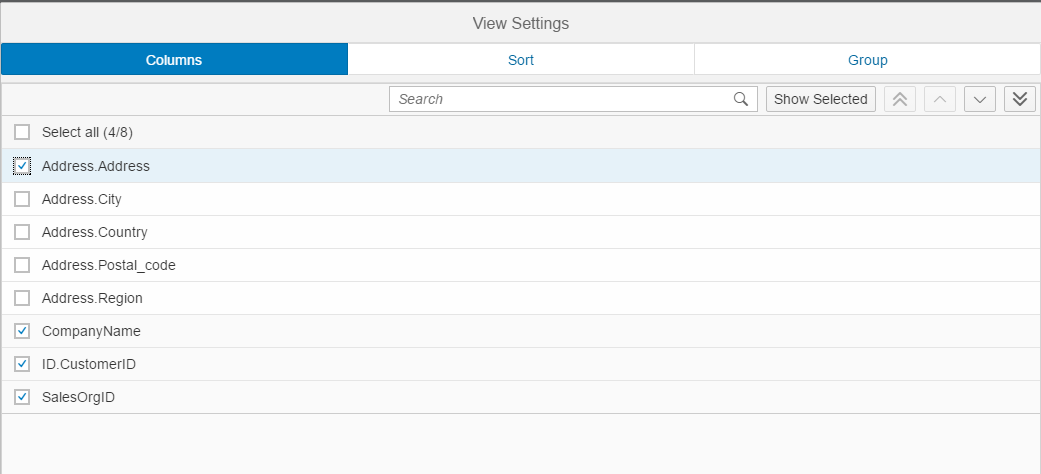 View Settings
Columns Sort Group
Search Show Selected
Select all (4/8)
Address.Address
Address.City
Address.Country
Address.Postal_code
Address.Region
CompanyName
ID.CustomerID
SalesOrgID